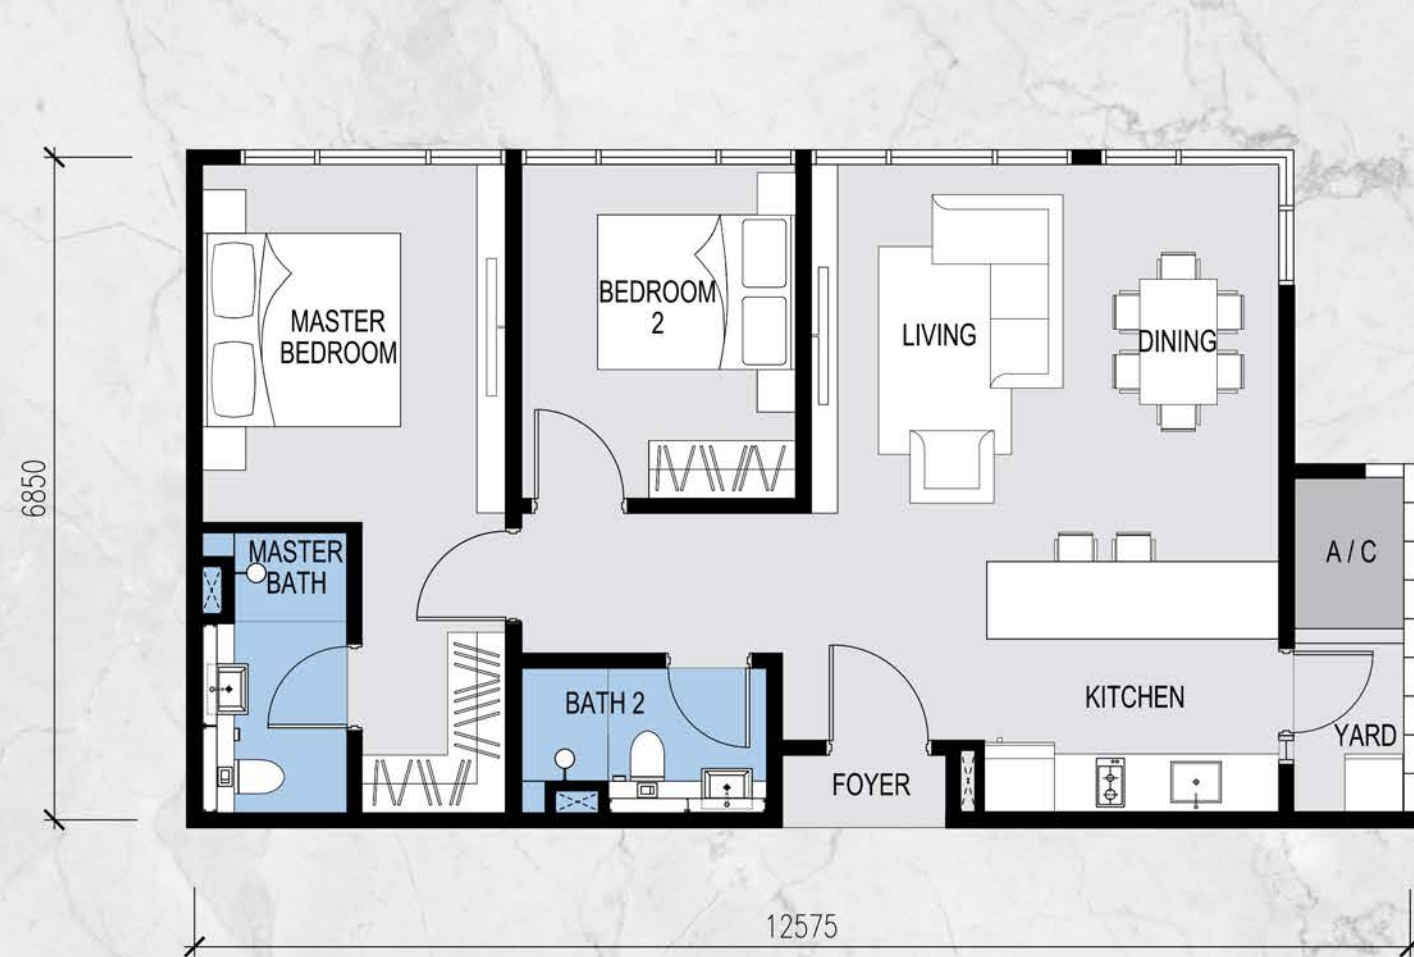 6850
MASTER
BEDROOM
BEDROOM
2
LIVING
DINING
MASTER
BATH
A / C
BATH 2
KITCHEN
YARD
FOYER
12575